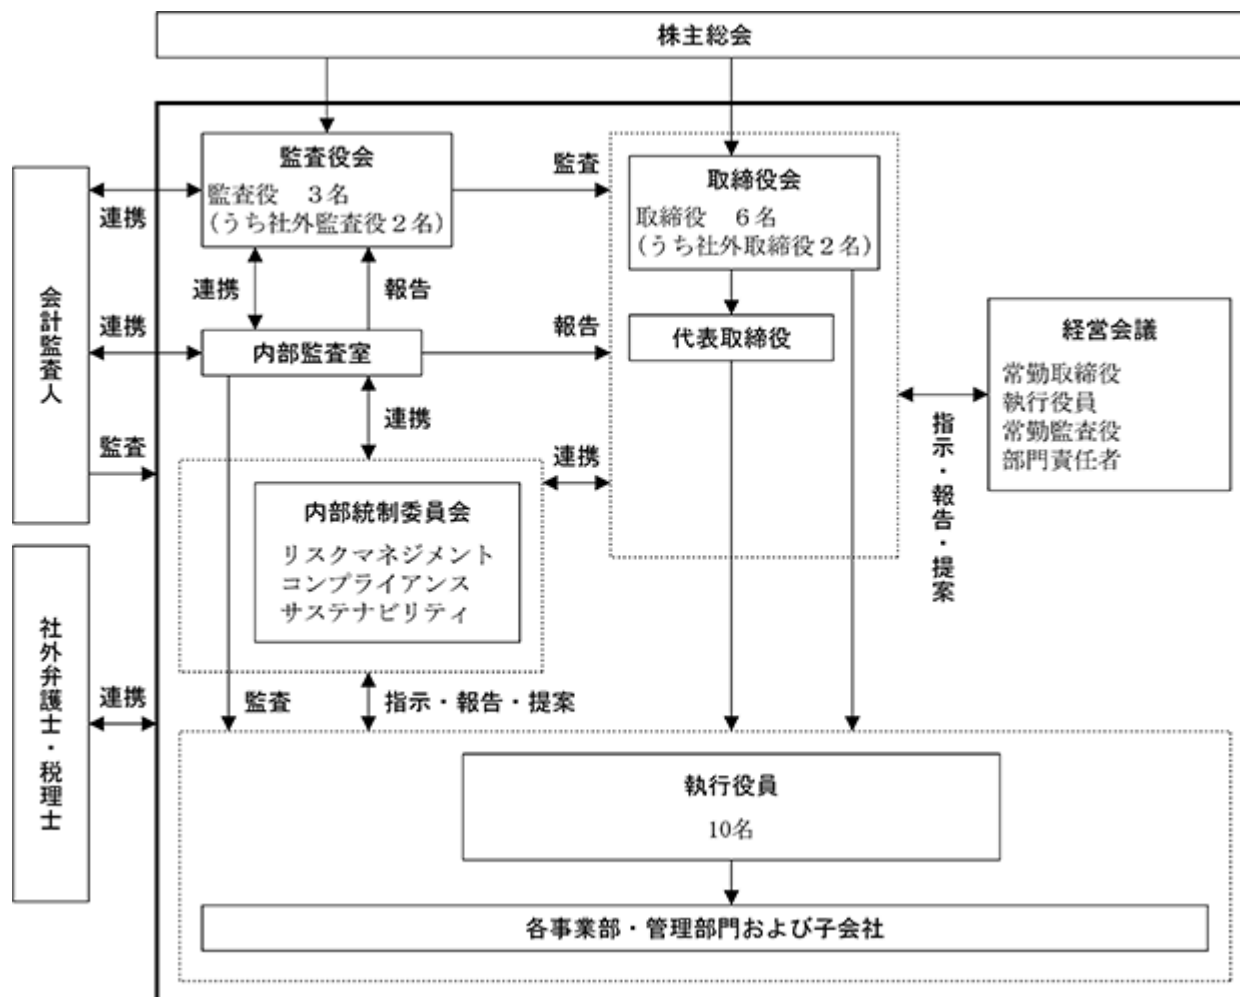 株主総会
監査役会
監査役　３名
(うち社外監査役２名)
監査
取締役会
取締役　６名
(うち社外取締役２名)
連携
連携
報告
会計監査人
連携
内部監査室
報告
代表取締役
経営会議
常勤取締役
執行役員
常勤監査役
部門責任者
監査
連携
連携
指示・報告・提案
内部統制委員会
リスクマネジメント
コンプライアンス
サステナビリティ
社外弁護士・税理士
連携
監査
指示・報告・提案
執行役員
10名
各事業部・管理部門および子会社